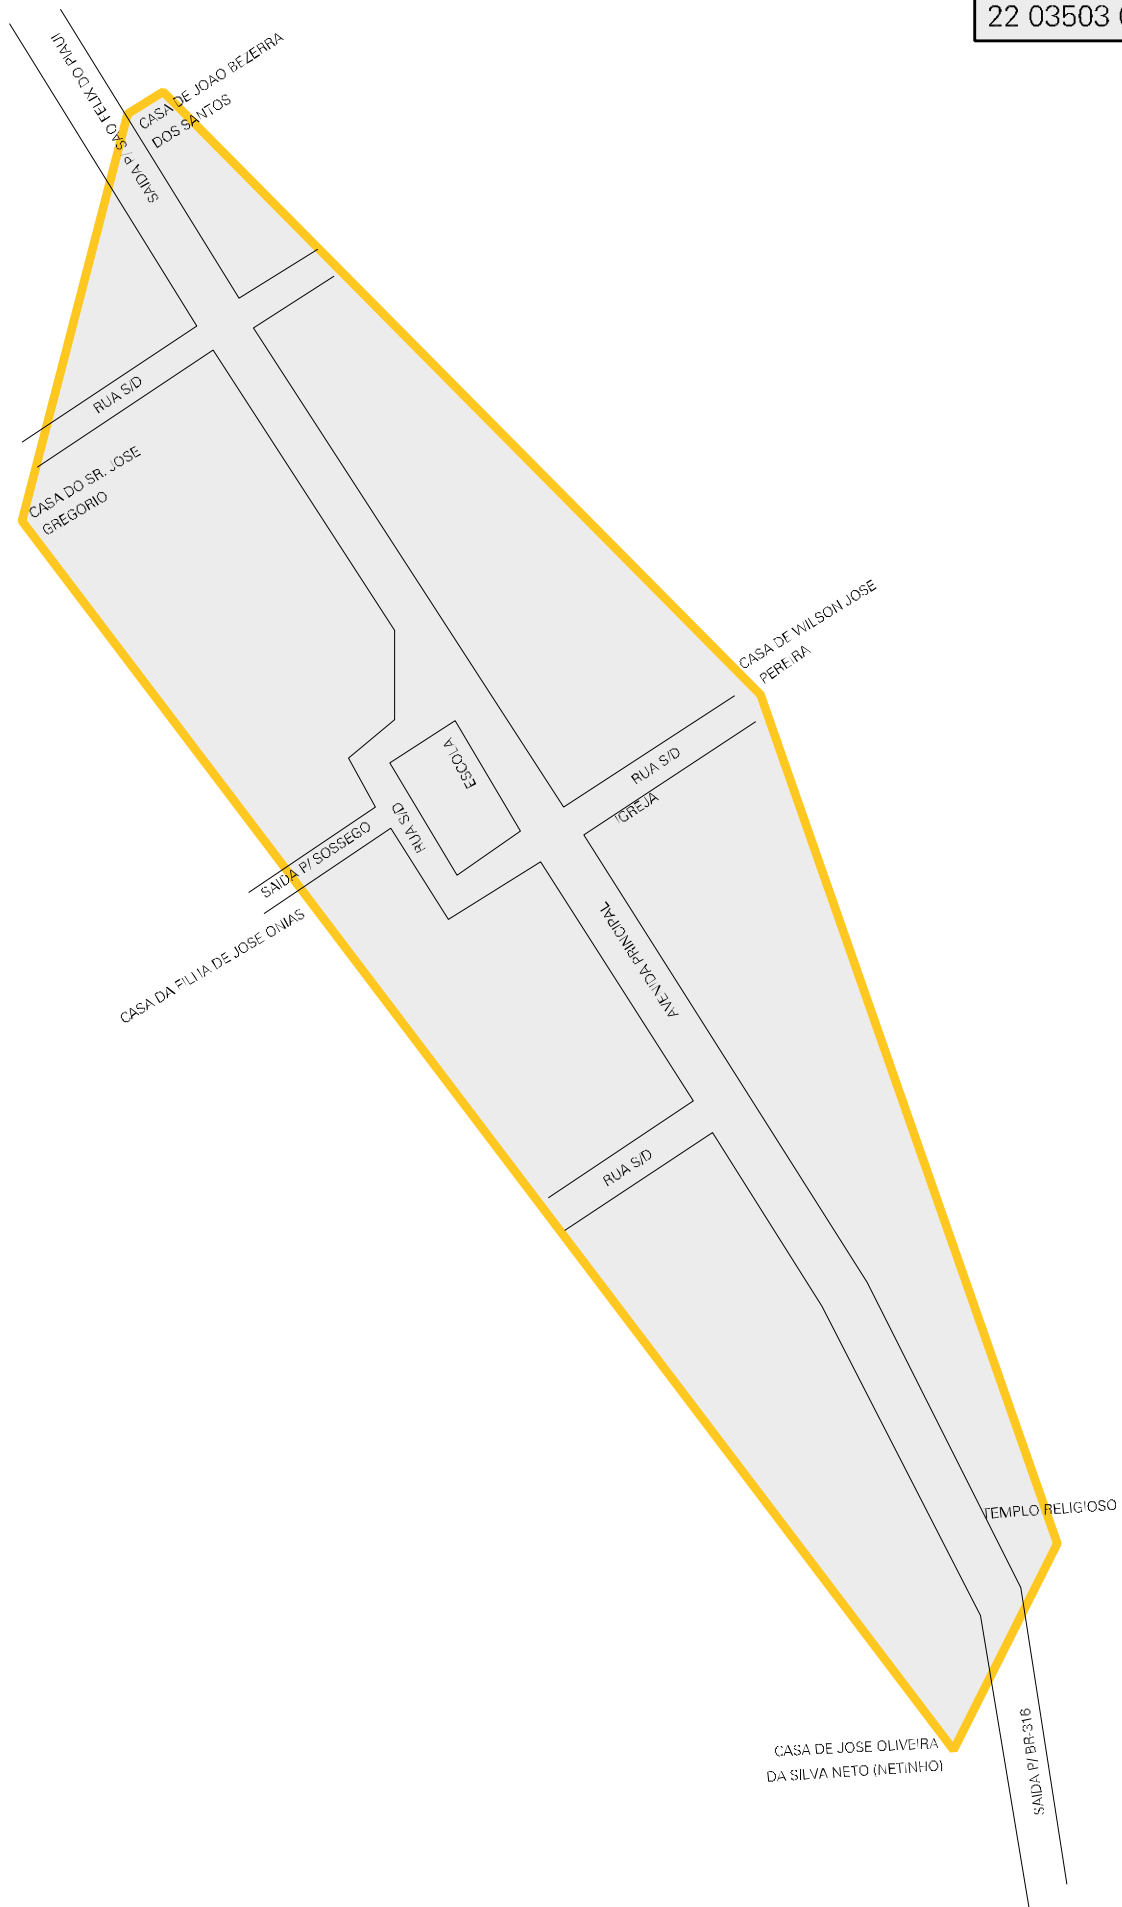 22 03503
SAIDA P/ SAO FELIX DO PIAUI
CASA DE JOAO BEZERRA
DOS SANTOS
RUA S/D
CASA DO SR. JOSE
GREGORIO
CASA DE WILSON JOSE
PEREIRA
ESCOLA
RUA S/D
IGREJA
RUA S/D
SAIDA P/ SOSSEGO
CASA DA FILHA DE JOSE ONIAS
AVENIDA PRINCIPAL
RUA S/D
TEMPLO RELIGIOSO
CASA DE JOSE OLIVEIRA
DA SILVA NETO (NETINHO)
SAIDA P/ BR-316